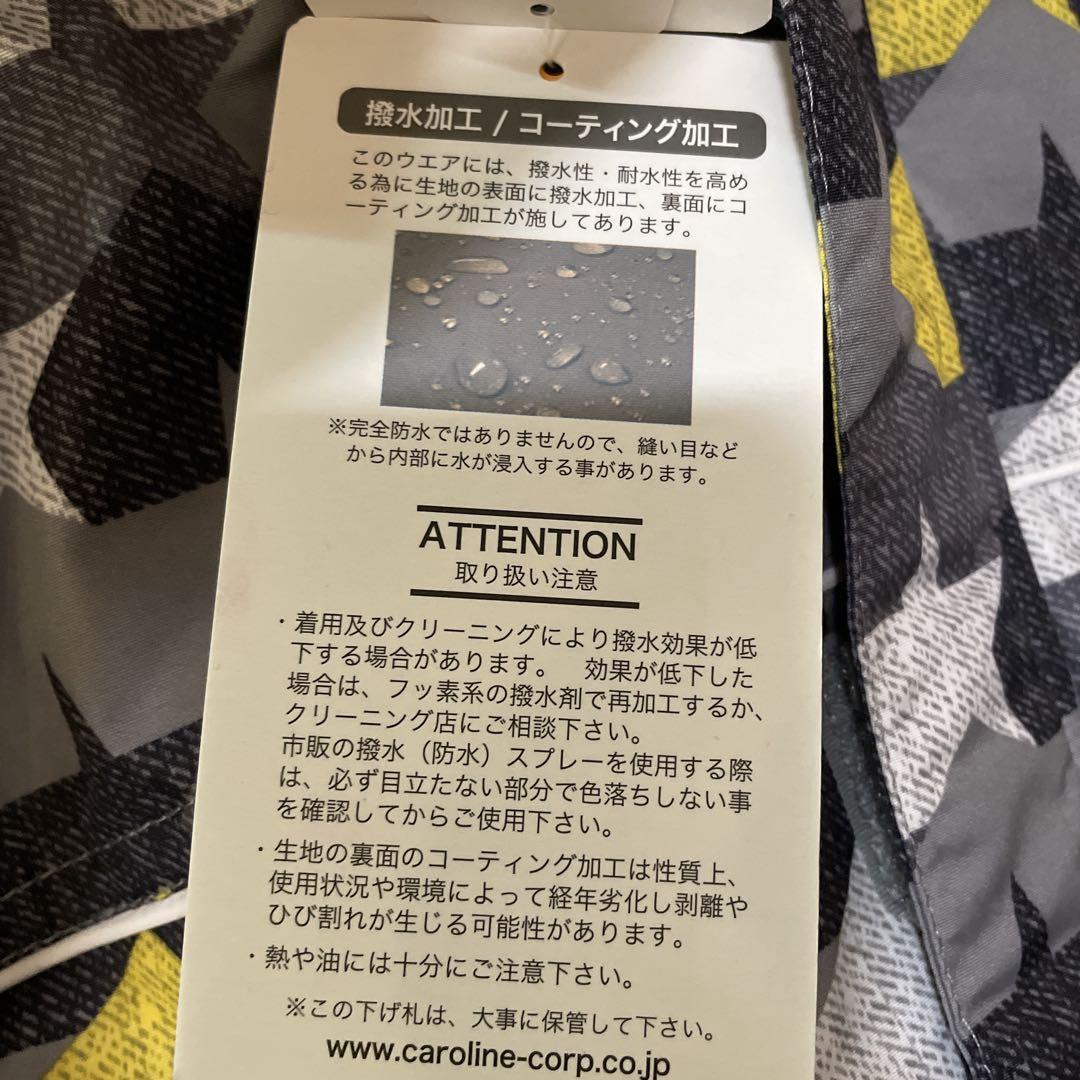 撥水加工 / コーティング加工
このウエアには、撥水性・耐水性を高め
る為に生地の表面に撥水加工、裏面にコ
ーティング加工が施してあります。
※完全防水ではありませんので、縫い目など
から内部に水が浸入する事があります。
ATTENTION
取り扱い注意
・着用及びクリーニングにより撥水効果が低
下する場合があります。　効果が低下した
場合は、フッ素系の撥水剤で再加工するか、
クリーニング店にご相談下さい。
市販の撥水（防水）スプレーを使用する際
は、必ず目立たない部分で色落ちしない事
を確認してからご使用下さい。
・生地の裏面のコーティング加工は性質上、
使用状況や環境によって経年劣化し剥離や
ひび割れが生じる可能性があります。
・熱や油には十分にご注意下さい。
※この下げ札は、大事に保管して下さい。
www.caroline-corp.co.jp